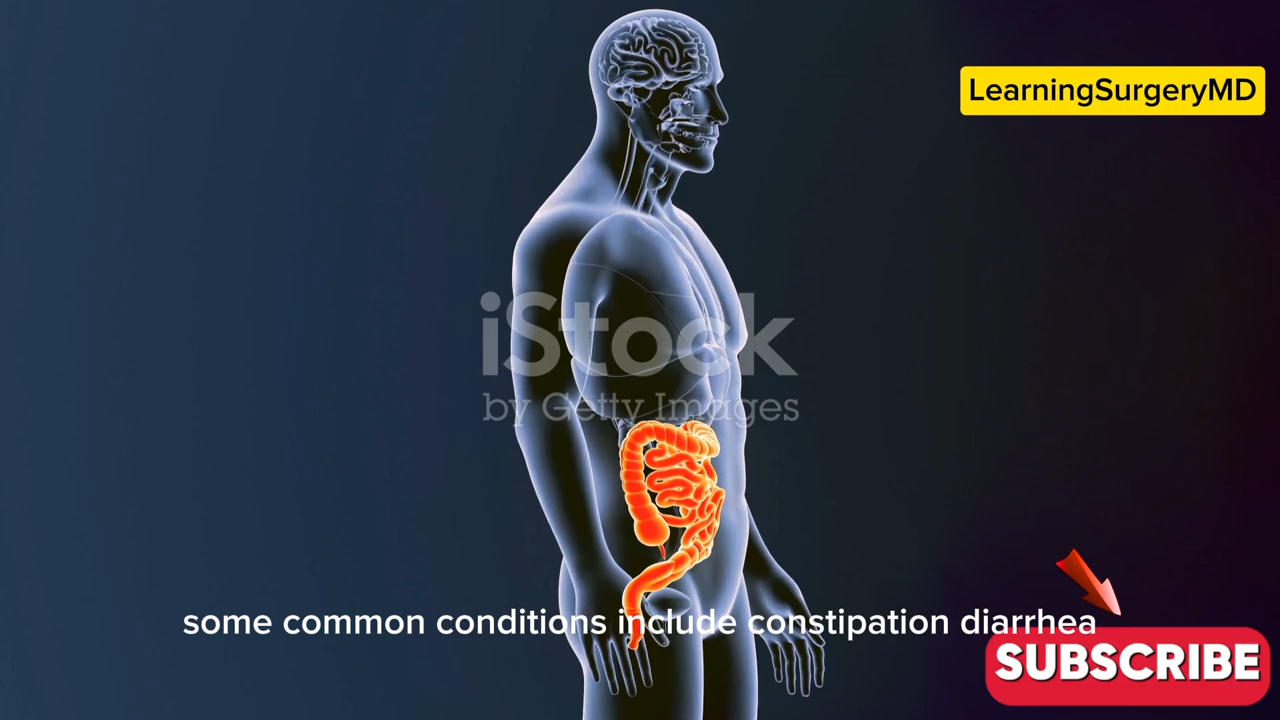 LearningSurgeryMD
iStock
by Getty Images
some common conditions include constipation diarrhea
SUBSCRIBE